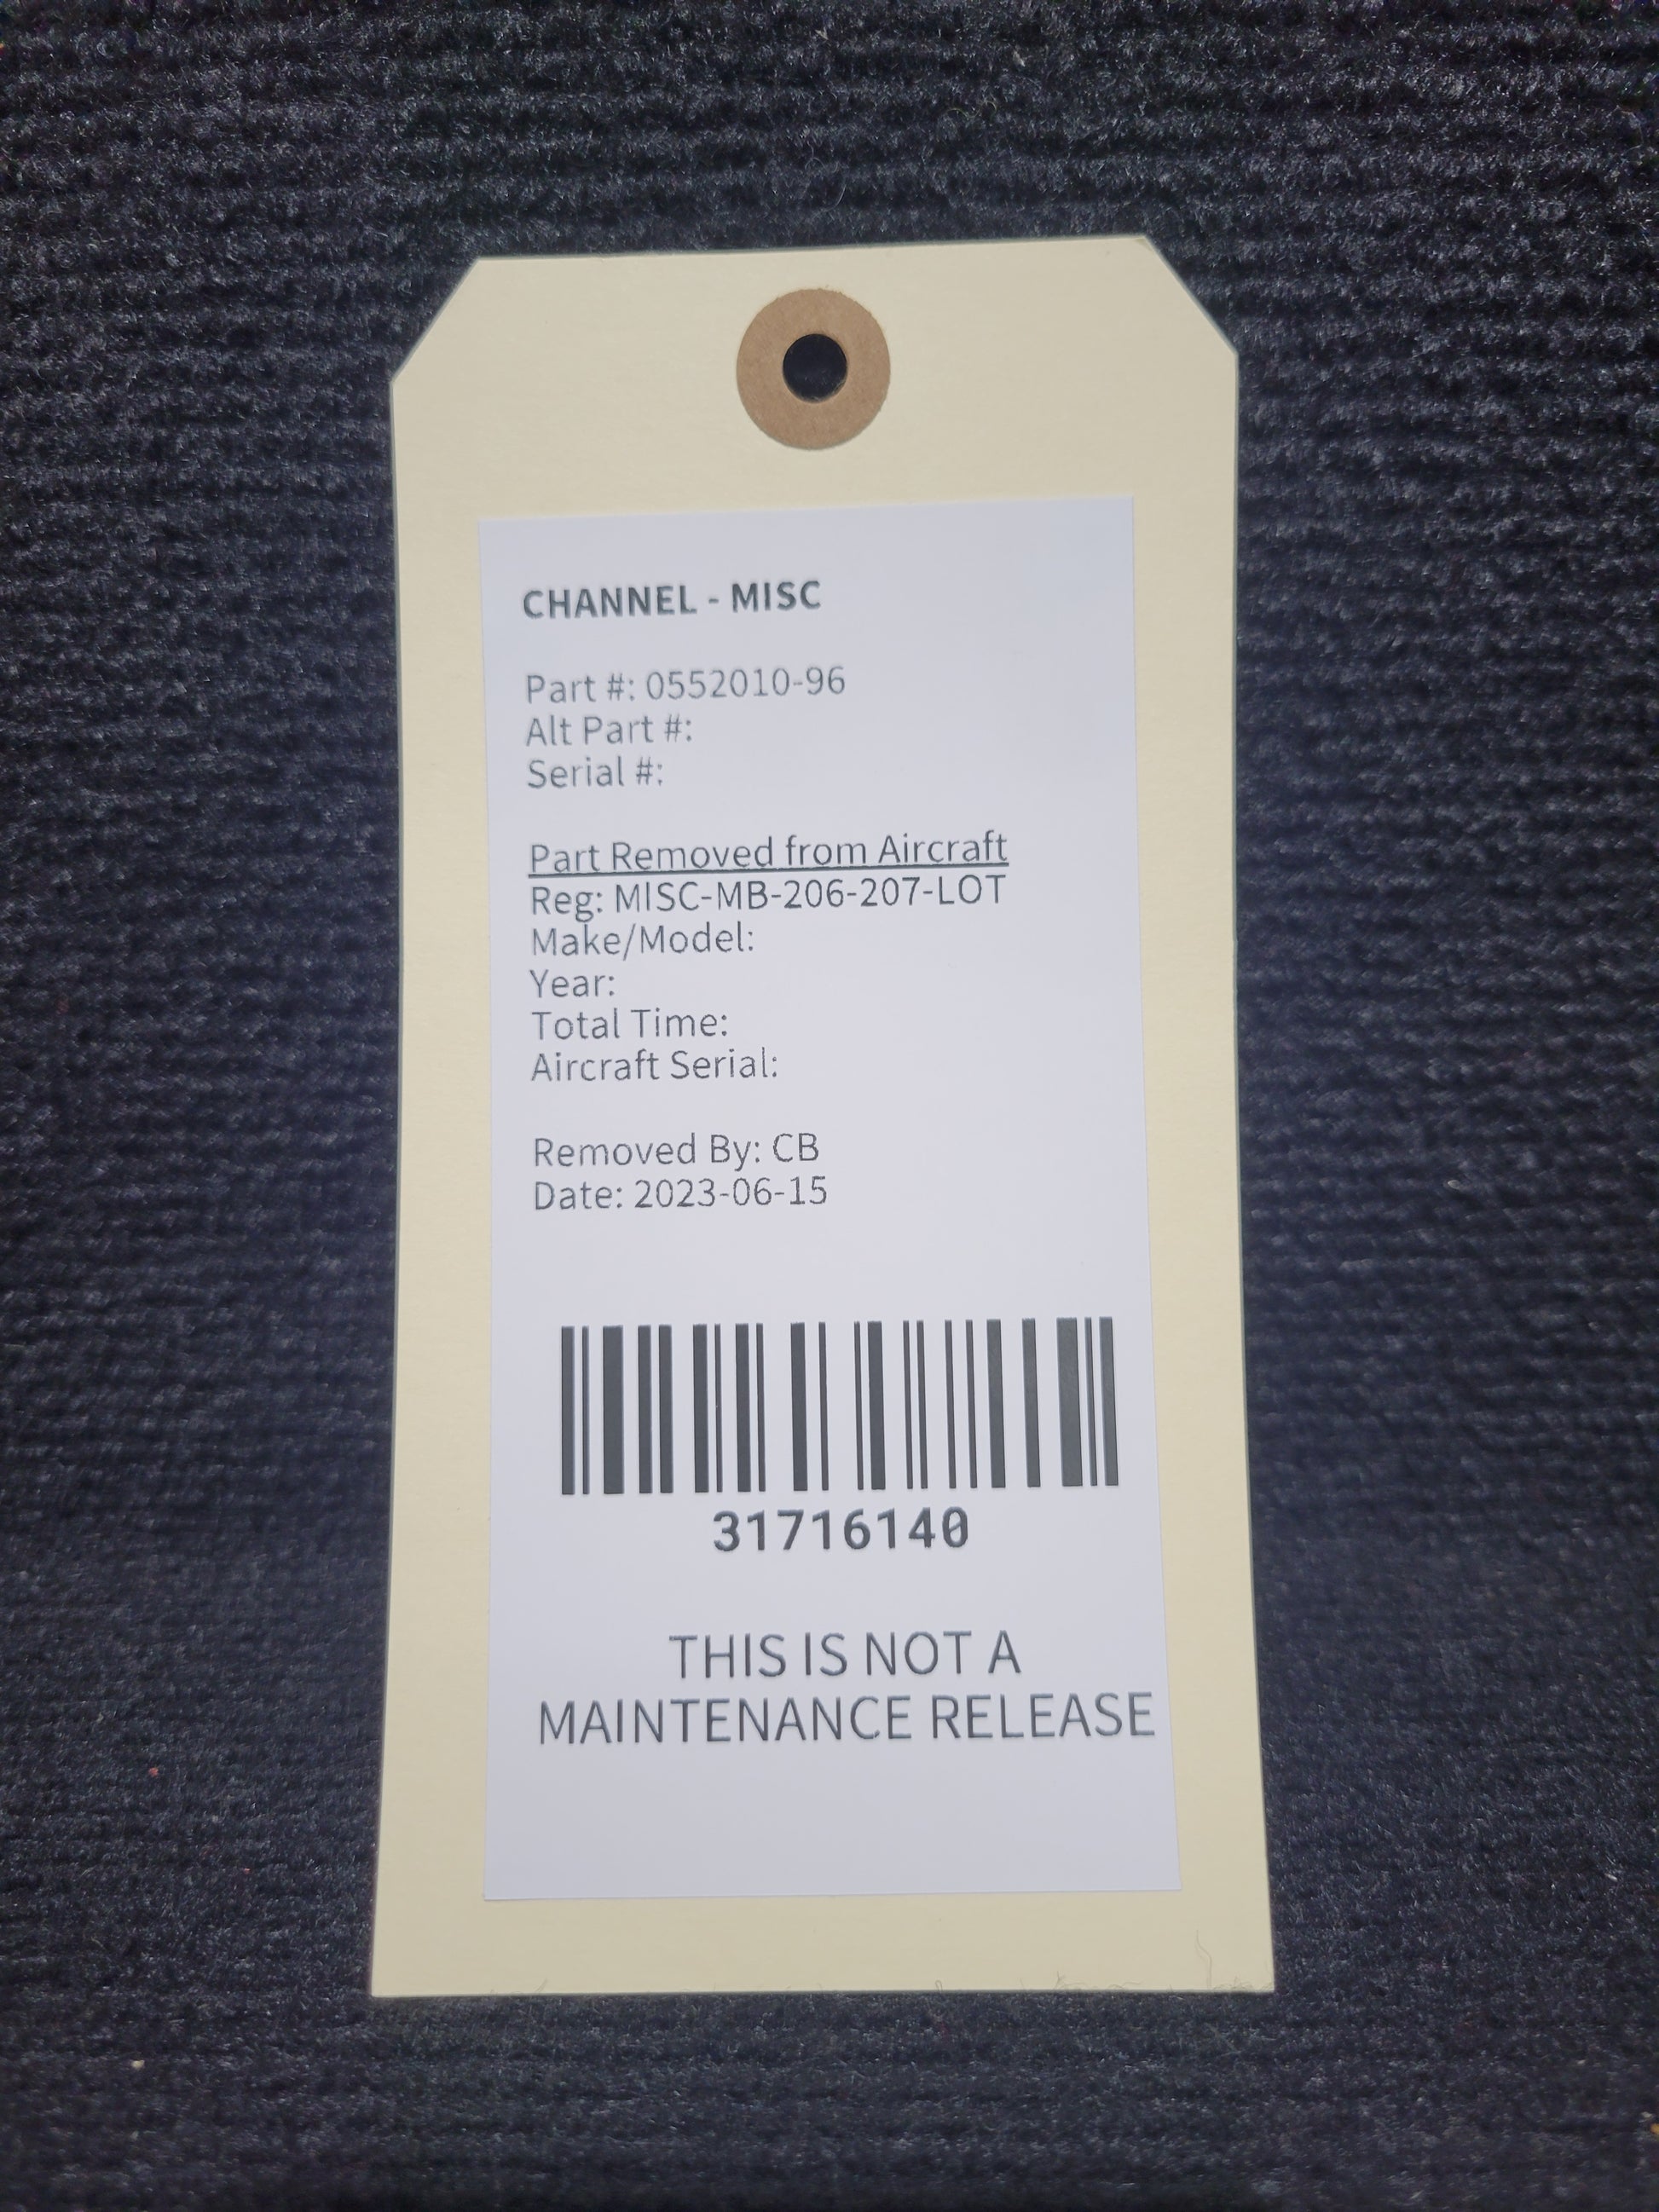 CHANNEL - MISC
Part #: 0552010-96
Alt Part #:
Serial #:
Part Removed from Aircraft
Reg: MISC-MB-206-207-LOT
Make/Model:
Year:
Total Time:
Aircraft Serial:
Removed By: CB
Date: 2023-06-15
31716140
THIS IS NOT A
MAINTENANCE RELEASE